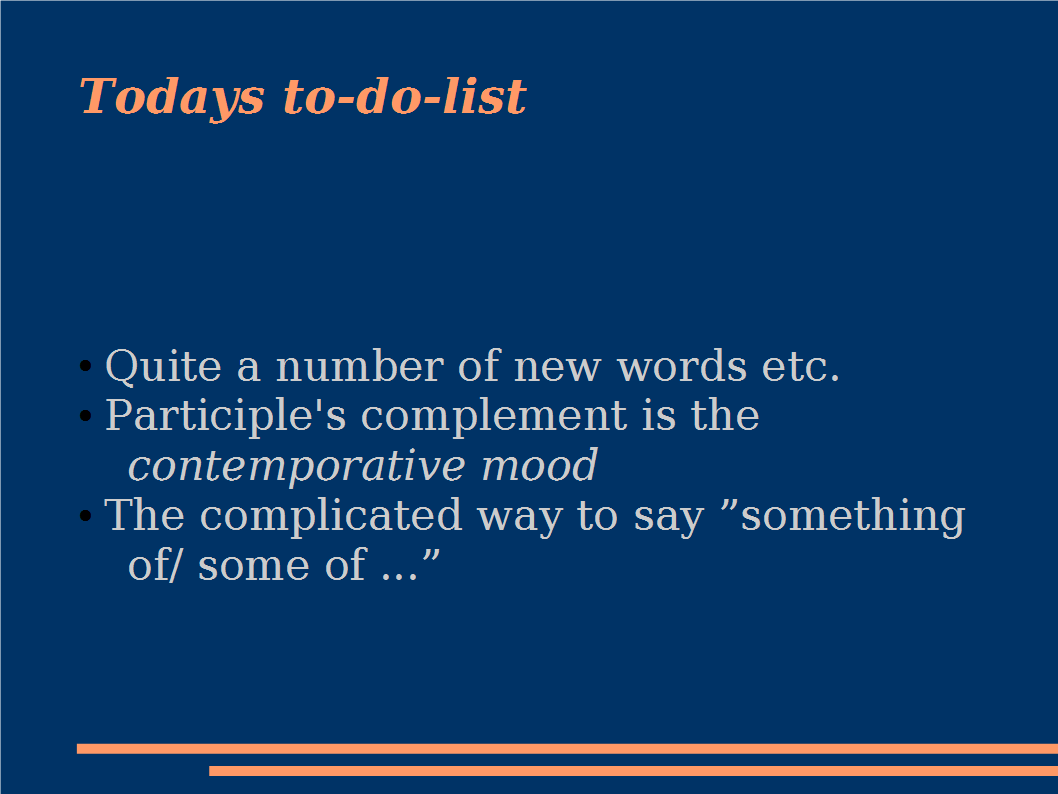 Todays to-do-list
• Quite a number of new words etc.
• Participle's complement is the
contemporative mood
• The complicated way to say ”something
of/ some of ...”